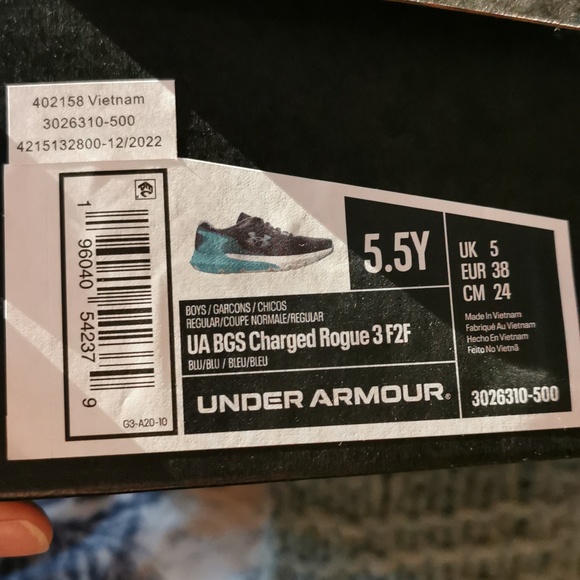 402158 Vietnam
3026310-500
4215132800-12/2022
1 96040 54237 9
G3-A20-10
5.5Y
UK 5
EUR 38
CM 24
BOYS / GARCONS / CHICOS
REGULAR/COUPE NORMALE/REGULAR
UA BGS Charged Rogue 3 F2F
BLU/BLU / BLEU/BLEU
UNDER ARMOUR®
Made In Vietnam
Fabriqué Au Vietnam
Hecho En Vietnam
Feito No Vietnã
3026310-500